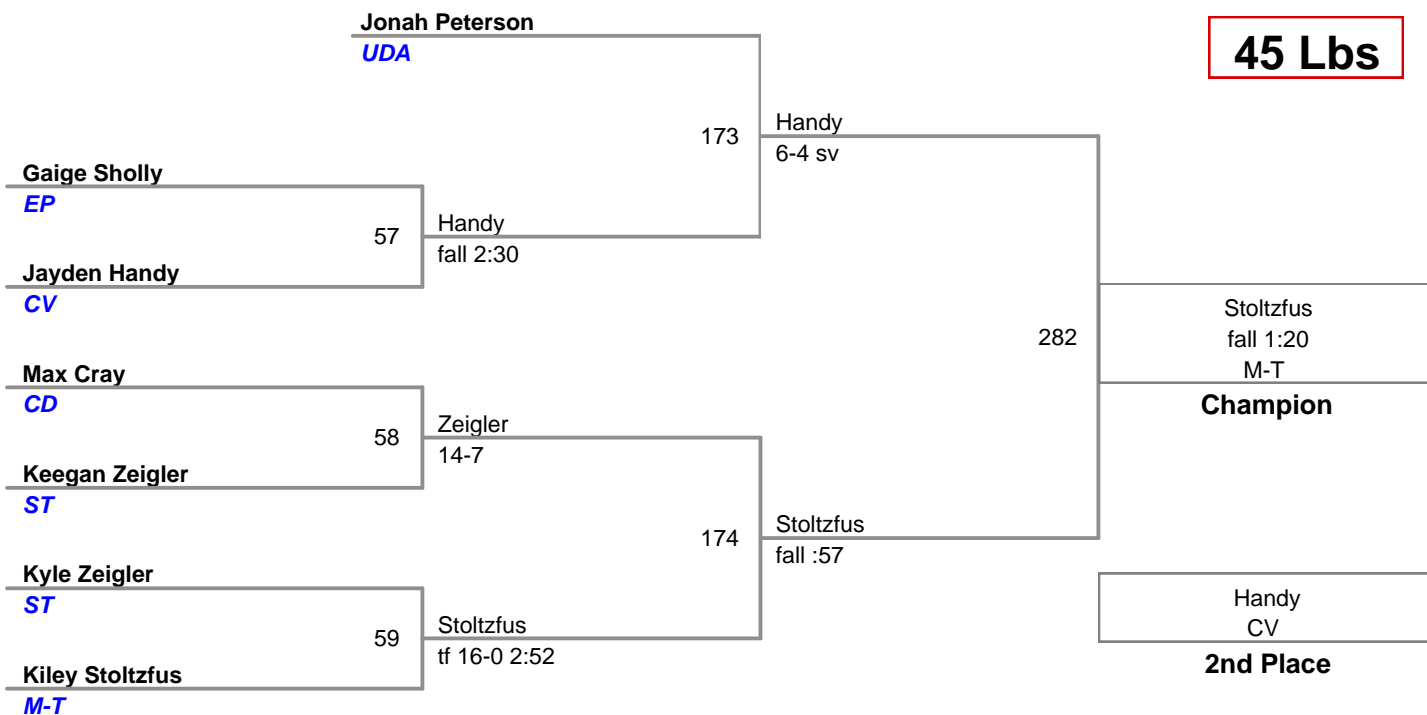 Jonah Peterson
UDA
45 Lbs
173
Handy
6-4 sv
Gaige Sholly
EP
57
Handy
fall 2:30
Jayden Handy
CV
282
Stoltzfus
fall 1:20
M-T
Champion
Max Cray
CD
58
Zeigler
14-7
Keegan Zeigler
ST
174
Stoltzfus
fall :57
Kyle Zeigler
ST
59
Stoltzfus
tf 16-0 2:52
Kiley Stoltzfus
M-T
Handy
CV
2nd Place